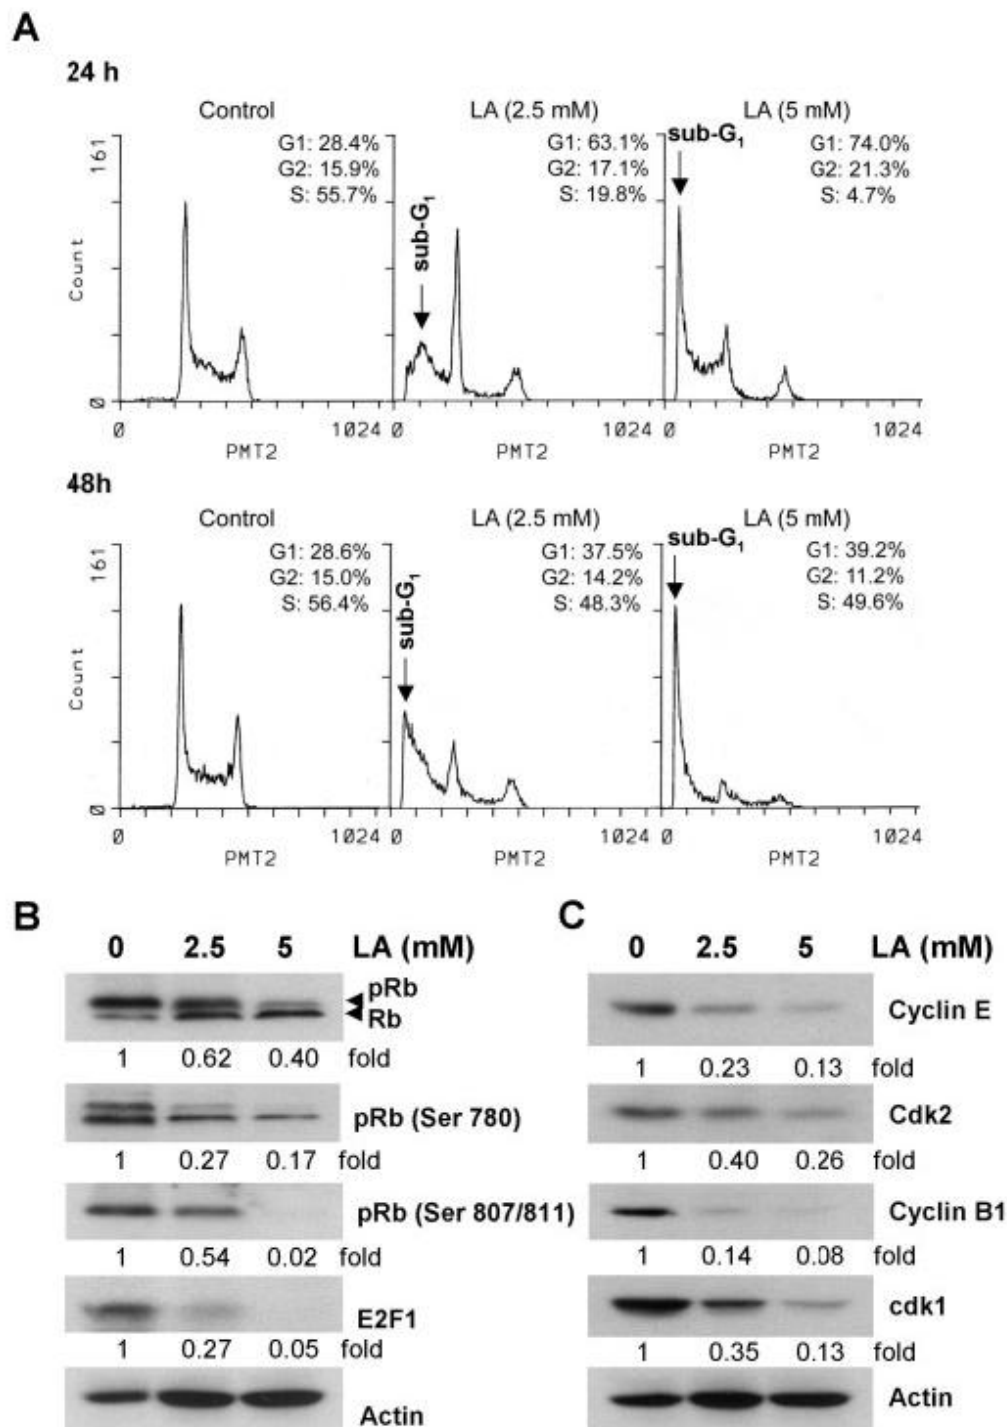 A
24 h
Control
G1: 28.4%
G2: 15.9%
S: 55.7%
LA (2.5 mM)
G1: 63.1%
G2: 17.1%
S: 19.8%
sub-G1
LA (5 mM)
sub-G1
G1: 74.0%
G2: 21.3%
S: 4.7%
161
Count
0
0 1024 0 1024 0 1024
PMT2 PMT2 PMT2
48h
Control
G1: 28.6%
G2: 15.0%
S: 56.4%
LA (2.5 mM)
G1: 37.5%
G2: 14.2%
S: 48.3%
sub-G1
LA (5 mM)
sub-G1
G1: 39.2%
G2: 11.2%
S: 49.6%
161
Count
0
0 1024 0 1024 0 1024
PMT2 PMT2 PMT2
B
0 2.5 5 LA (mM)
pRb
Rb
1 0.62 0.40 fold
pRb (Ser 780)
1 0.27 0.17 fold
pRb (Ser 807/811)
1 0.54 0.02 fold
E2F1
1 0.27 0.05 fold
Actin
C
0 2.5 5 LA (mM)
Cyclin E
1 0.23 0.13 fold
Cdk2
1 0.40 0.26 fold
Cyclin B1
1 0.14 0.08 fold
cdk1
1 0.35 0.13 fold
Actin